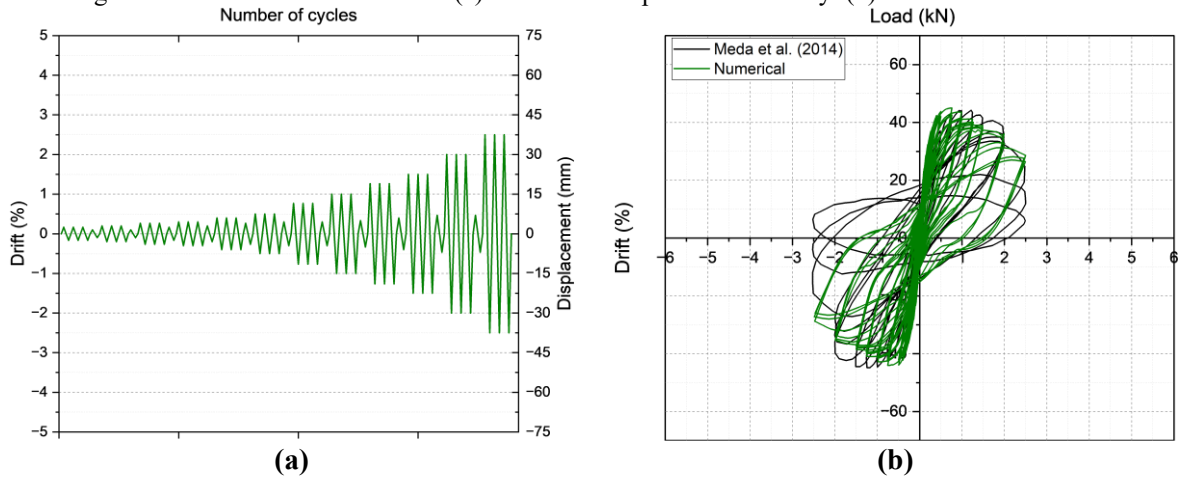 Number of cycles
5
4
3
2
1
0
−1
−2
−3
−4
−5
Drift (%)
75
60
45
30
15
0
−15
−30
−45
−60
−75
Displacement (mm)
(a)
Load (kN)
Meda et al. (2014)
Numerical
60
40
20
0
−60
−6 −5 −4 −2 1 2 3 4 5 6
Drift (%)
(b)